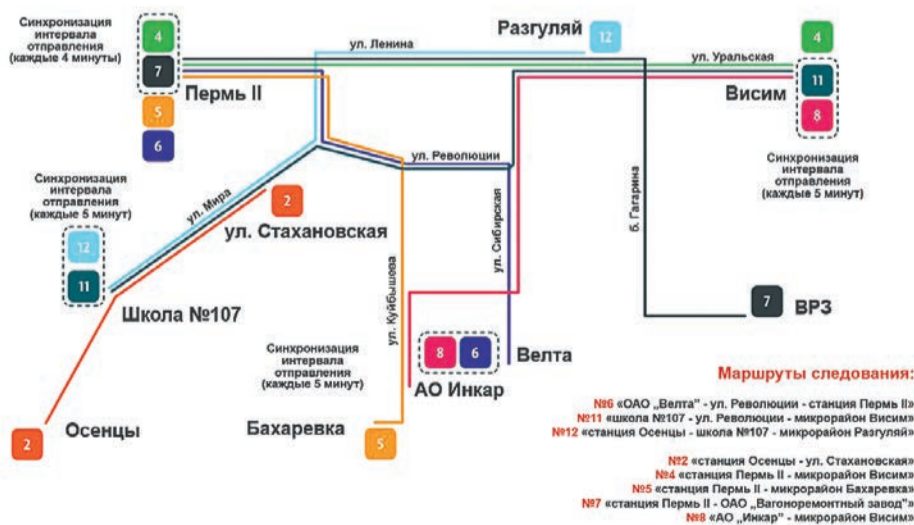 Синхронизация
интервала
отправления
(каждые 4 минуты)
4
7
Пермь II
5
6
ул. Ленина
Разгуляй
12
ул. Уральская
4
11
8
Висим
Синхронизация
интервала
отправления
(каждые 5 минут)
ул. Революции
Синхронизация
интервала
отправления
(каждые 5 минут)
ул. Мира
2
ул. Стахановская
12
11
Школа №107
ул. Куйбышева
ул. Сибирская
б. Гагарина
7
ВРЗ
Синхронизация
интервала
отправления
(каждые 5 минут)
8
6
Велта
АО Инкар
2
Осенцы
Бахаревка
5
Маршруты следования:
№6 «ОАО „Велта" - ул. Революции - станция Пермь II»
№11 «школа №107 - ул. Революции - микрорайон Висим»
№12 «станция Осенцы - школа №107 - микрорайон Разгуляй»
№2 «станция Осенцы - ул. Стахановская»
№4 «станция Пермь II - микрорайон Висим»
№5 «станция Пермь II - микрорайон Бахаревка»
№7 «станция Пермь II - ОАО „Вагоноремонтный завод"»
№8 «АО „Инкар" - микрорайон Висим»